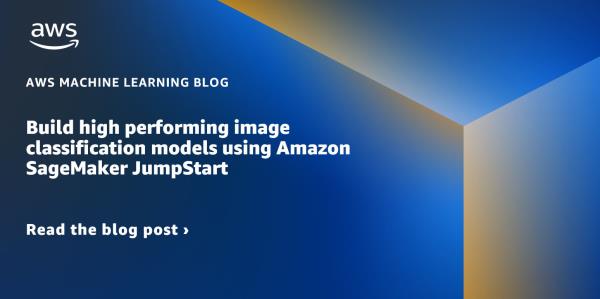 aws
AWS MACHINE LEARNING BLOG
Build high performing image
classification models using Amazon
SageMaker JumpStart
Read the blog post ›